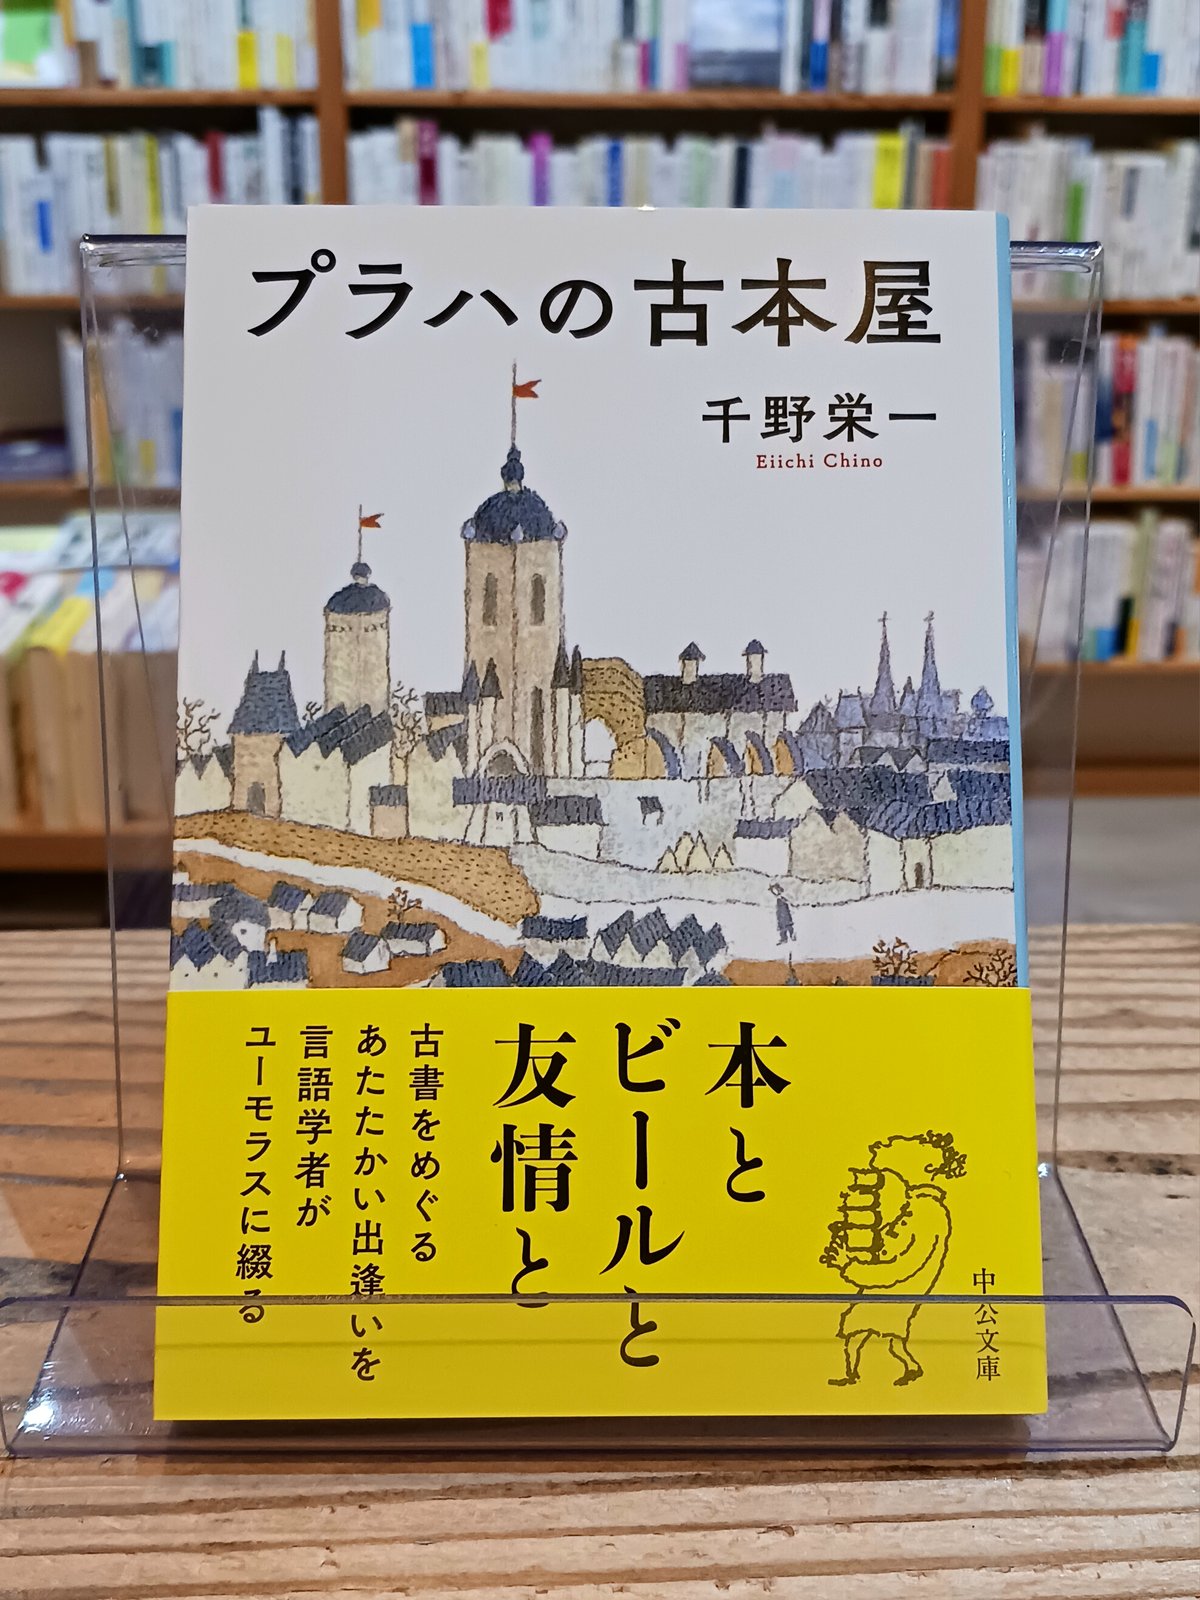 プラハの古本屋
千野栄一
Eiichi Chino
本と
ビールと
友情と
古書をめぐる
あたたかい出逢いを
言語学者が
ユーモラスに綴る
中公文庫